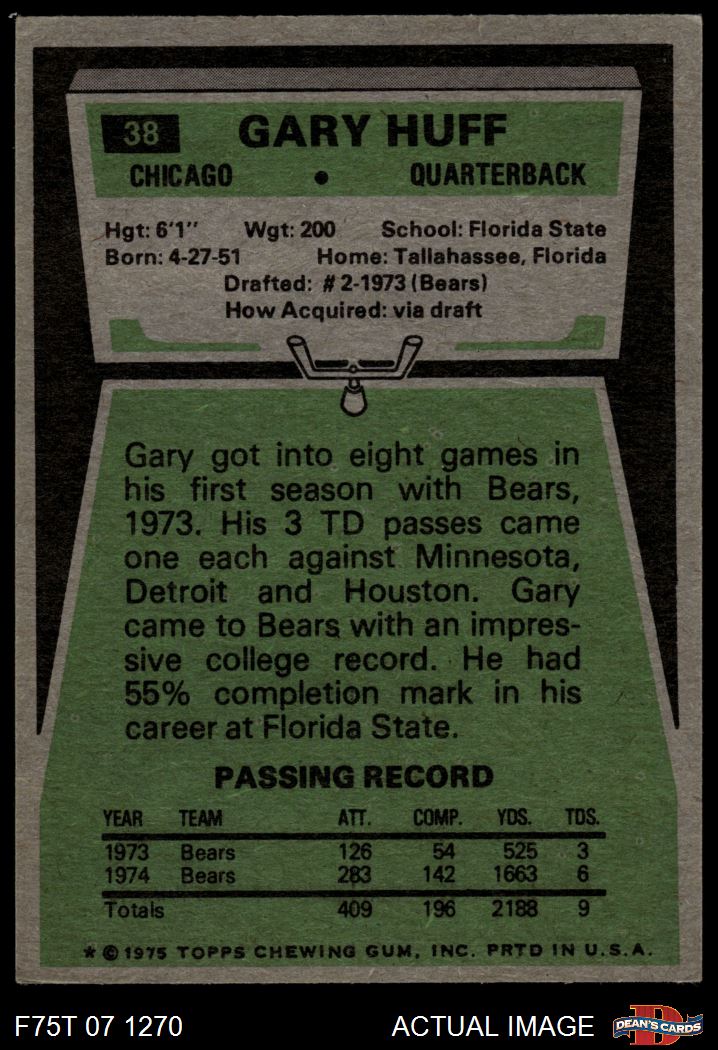 38 GARY HUFF
CHICAGO • QUARTERBACK
Hgt: 6'1" Wgt: 200 School: Florida State
Born: 4-27-51 Home: Tallahassee, Florida
Drafted: #2-1973 (Bears)
How Acquired: via draft
Gary got into eight games in
his first season with Bears,
1973. His 3 TD passes came
one each against Minnesota,
Detroit and Houston. Gary
came to Bears with an impres-
sive college record. He had
55% completion mark in his
career at Florida State.
PASSING RECORD
YEAR TEAM ATT. COMP. YDS. TDS.
1973 Bears 126 54 525 3
1974 Bears 283 142 1663 6
Totals 409 196 2188 9
* © 1975 TOPPS CHEWING GUM, INC. PRTD IN U.S.A.
F75T 07 1270 ACTUAL IMAGE D DEAN'S CARDS